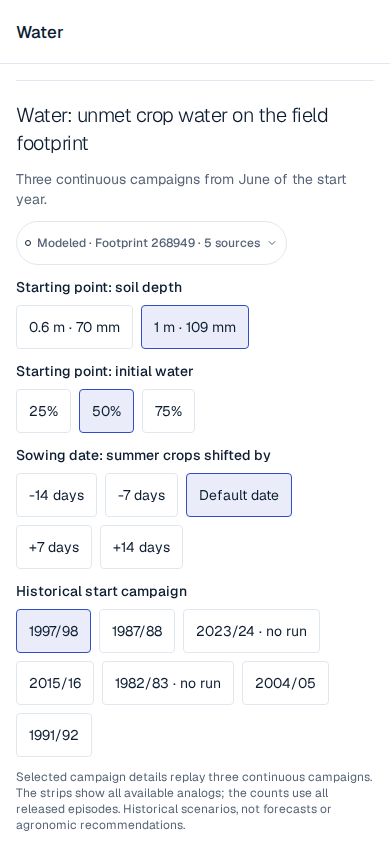 Water
Water: unmet crop water on the field
footprint
Three continuous campaigns from June of the start
year.
Modeled · Footprint 268949 · 5 sources
Starting point: soil depth
0.6 m · 70 mm
1 m · 109 mm
Starting point: initial water
25%
50%
75%
Sowing date: summer crops shifted by
-14 days
-7 days
Default date
+7 days
+14 days
Historical start campaign
1997/98
1987/88
2023/24 · no run
2015/16
1982/83 · no run
2004/05
1991/92
Selected campaign details replay three continuous campaigns.
The strips show all available analogs; the counts use all
released episodes. Historical scenarios, not forecasts or
agronomic recommendations.